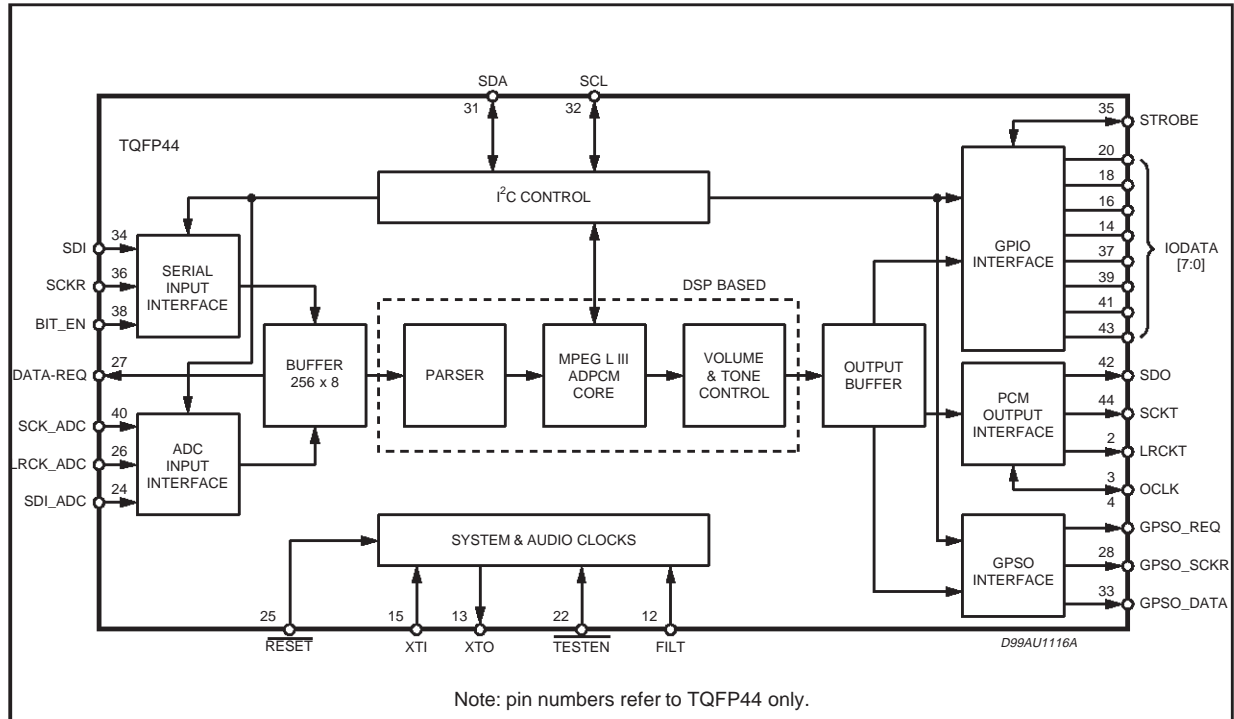 SDA
SCL
31
32
TQFP44
35
STROBE
20
18
16
14
37
39
41
43
IODATA
[7:0]
I²C CONTROL
GPIO
INTERFACE
SDI
34
SCKR
36
BIT_EN
38
SERIAL
INPUT
INTERFACE
DSP BASED
DATA-REQ
27
BUFFER
256 x 8
PARSER
MPEG L III
ADPCM
CORE
VOLUME
& TONE
CONTROL
OUTPUT
BUFFER
SCK_ADC
40
LRCK_ADC
26
SDI_ADC
24
ADC
INPUT
INTERFACE
PCM
OUTPUT
INTERFACE
42
SDO
44
SCKT
2
LRCKT
3
OCLK
4
GPSO_REQ
28
GPSO_SCKR
33
GPSO_DATA
GPSO
INTERFACE
SYSTEM & AUDIO CLOCKS
25
15
13
22
12
RESET
XTI
XTO
TESTEN
FILT
D99AU1116A
Note: pin numbers refer to TQFP44 only.